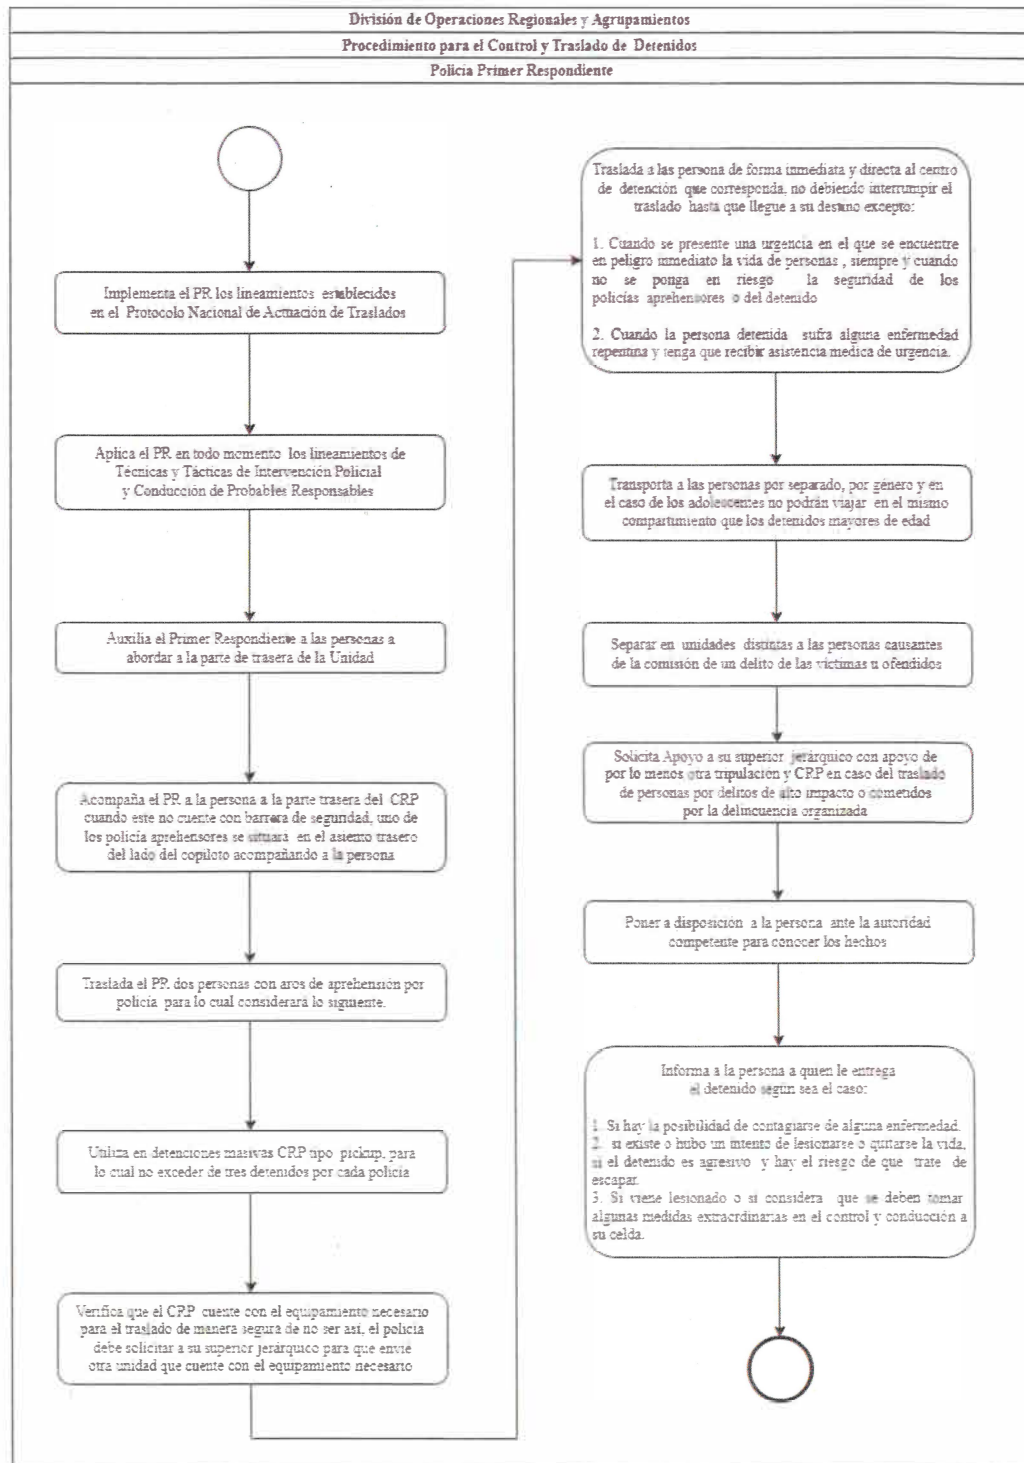 División de Operaciones Regionales y Agrupamientos
Procedimiento para el Control y Traslado de Detenidos
Policía Primer Respondiente
Implementa el PR los lineamientos establecidos
en el Protocolo Nacional de Actuación de Traslados
Aplica el PR en todo momento los lineamientos de
Técnicas y Tácticas de Intervención Policial
y Conducción de Probables Responsables
Auxilia el Primer Respondiente a las personas a
abordar a la parte de trasera de la Unidad
Acompaña el PR a la persona a la parte trasera del CRP
cuando este no cuente con barrera de seguridad, uno de
los policía aprehensores se situara en el asiento trasero
del lado del copiloto acompañando a la persona
Traslada el PR dos personas con aros de aprehensión por
policía para lo cual considerará lo siguiente.
Utiliza en detenciones masivas CRP tipo pickup, para
lo cual no exceder de tres detenidos por cada policía
Verifica que el CRP cuente con el equipamiento necesario
para el traslado de manera segura de no ser así, el policía
debe solicitar a su superior jerárquico para que envíe
otra unidad que cuente con el equipamiento necesario
Traslada a las persona de forma inmediata y directa al centro
de detención que corresponda, no debiendo interrumpir el
traslado hasta que llegue a su destino excepto:
1. Cuando se presente una urgencia en el que se encuentre
en peligro inmediato la vida de personas , siempre y cuando
no se ponga en riesgo la seguridad de los
policías aprehensores o del detenido
2. Cuando la persona detenida sufra alguna enfermedad
repentina y tenga que recibir asistencia medica de urgencia.
Transporta a las personas por separado, por género y en
el caso de los adolescentes no podrán viajar en el mismo
compartimiento que los detenidos mayores de edad
Separar en unidades distintas a las personas causantes
de la comisión de un delito de las víctimas u ofendidos
Solicita Apoyo a su superior jerárquico con apoyo de
por lo menos otra tripulación y CRP en caso del traslado
de personas por delitos de alto impacto o cometidos
por la delincuencia organizada
Poner a disposición a la persona ante la autoridad
competente para conocer los hechos
Informa a la persona a quien le entrega
el detenido según sea el caso:
1. Si hay la posibilidad de contagiarse de alguna enfermedad.
2. si existe o hubo un intento de lesionarse o quitarse la vida,
si el detenido es agresivo y hay el riesgo de que trate de
escapar.
3. Si viene lesionado o si considera que se deben tomar
algunas medidas extraordinarias en el control y conducción a
su celda.